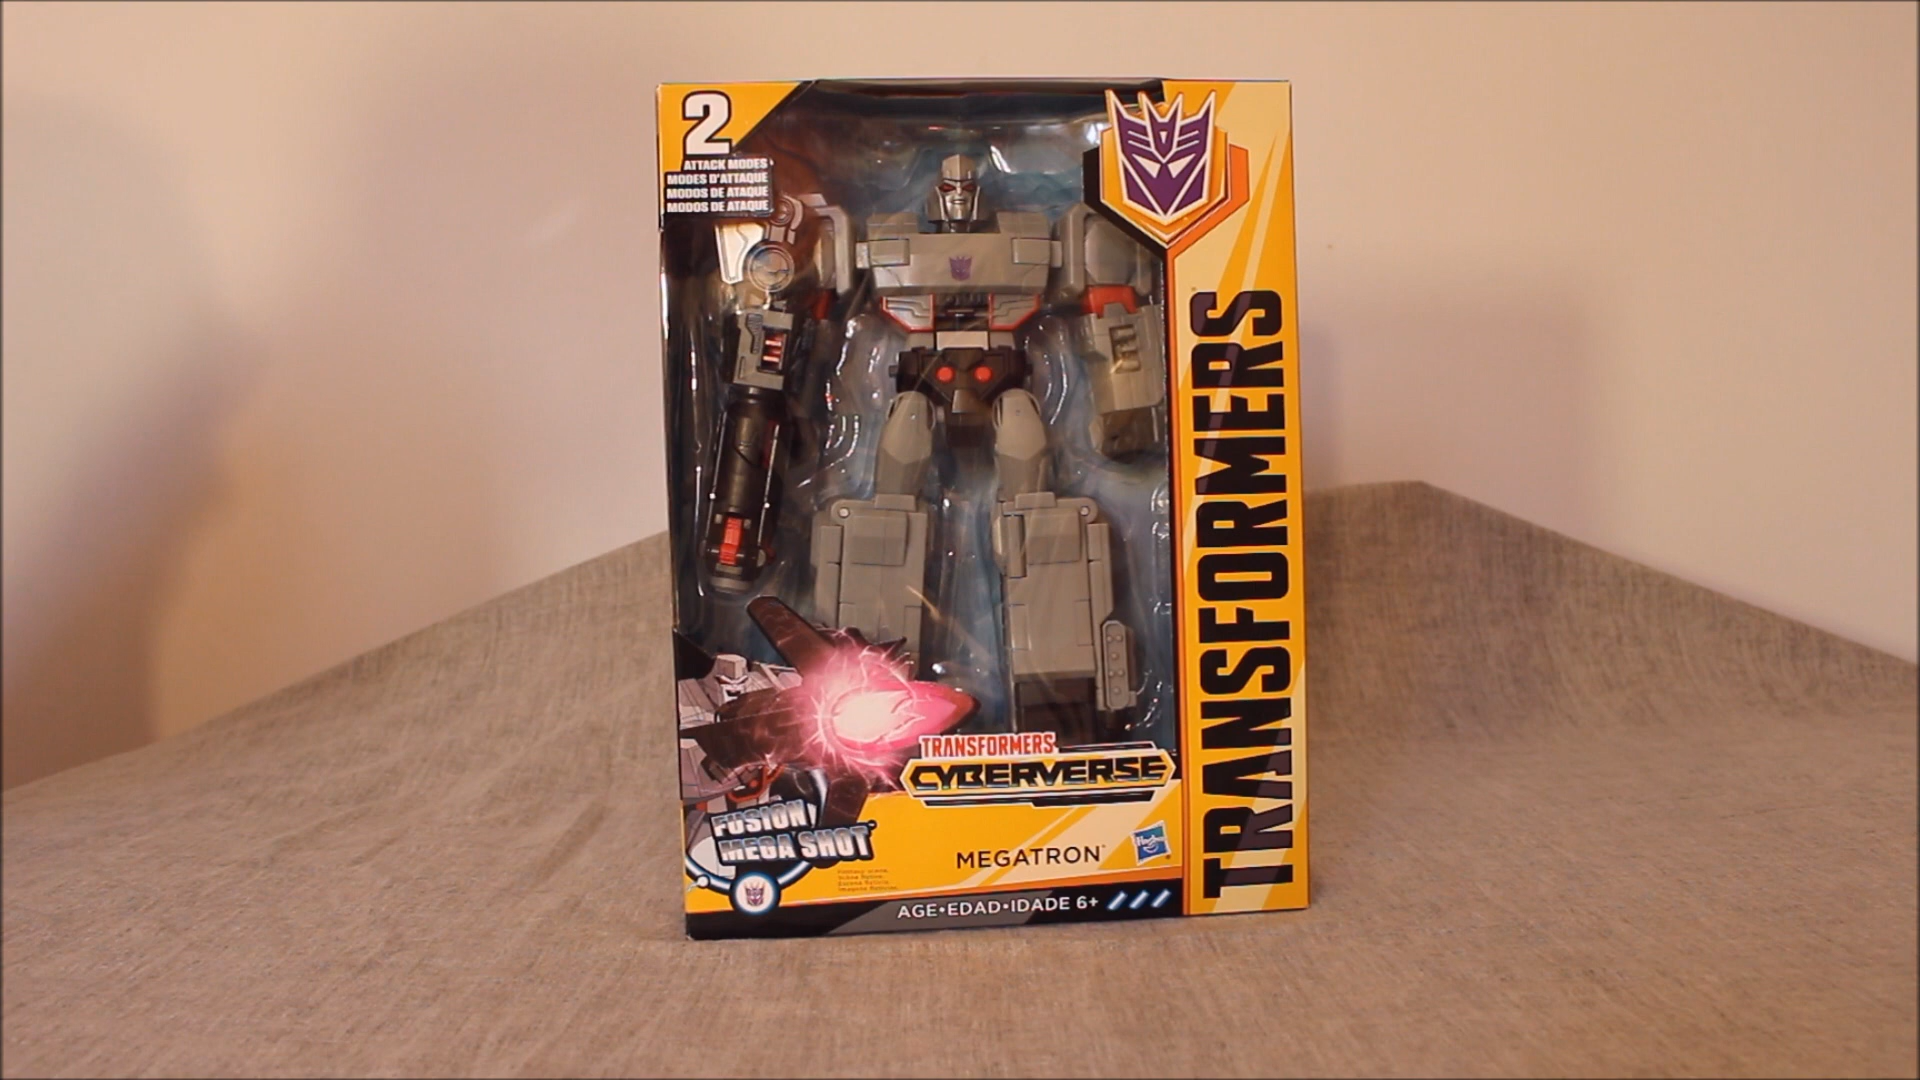 2
ATTACK MODES
MODES D'ATTAQUE
MODOS DE ATAQUE
MODOS DE ATAQUE
TRANSFORMERS
TRANSFORMERS
CYBERVERSE
FUSION
MEGA SHOT™
MEGATRON
Hasbro
AGE•EDAD•IDADE 6+